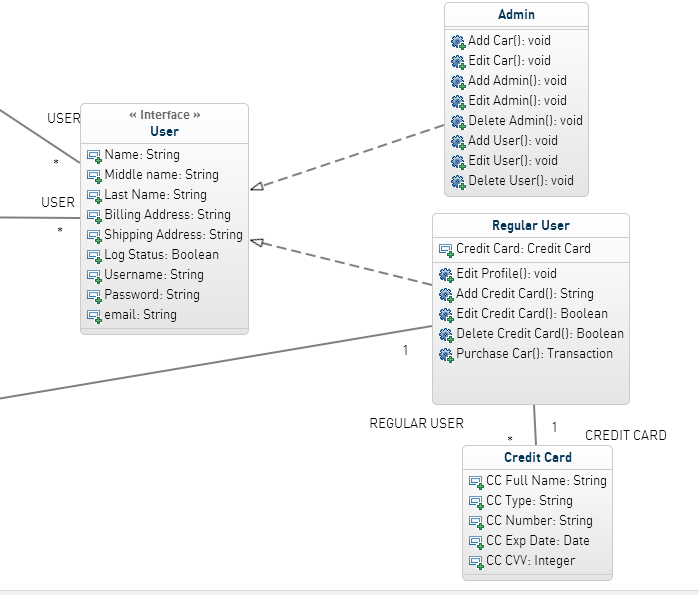 Admin
Add Car(): void
Edit Car(): void
Add Admin(): void
Edit Admin(): void
Delete Admin(): void
Add User(): void
Edit User(): void
Delete User(): void
USER
*
USER
*
« Interface »
User
Name: String
Middle name: String
Last Name: String
Billing Address: String
Shipping Address: String
Log Status: Boolean
Username: String
Password: String
email: String
Regular User
Credit Card: Credit Card
Edit Profile(): void
Add Credit Card(): String
Edit Credit Card(): Boolean
Delete Credit Card(): Boolean
Purchase Car(): Transaction
1
REGULAR USER
1
*
CREDIT CARD
Credit Card
CC Full Name: String
CC Type: String
CC Number: String
CC Exp Date: Date
CC CVV: Integer